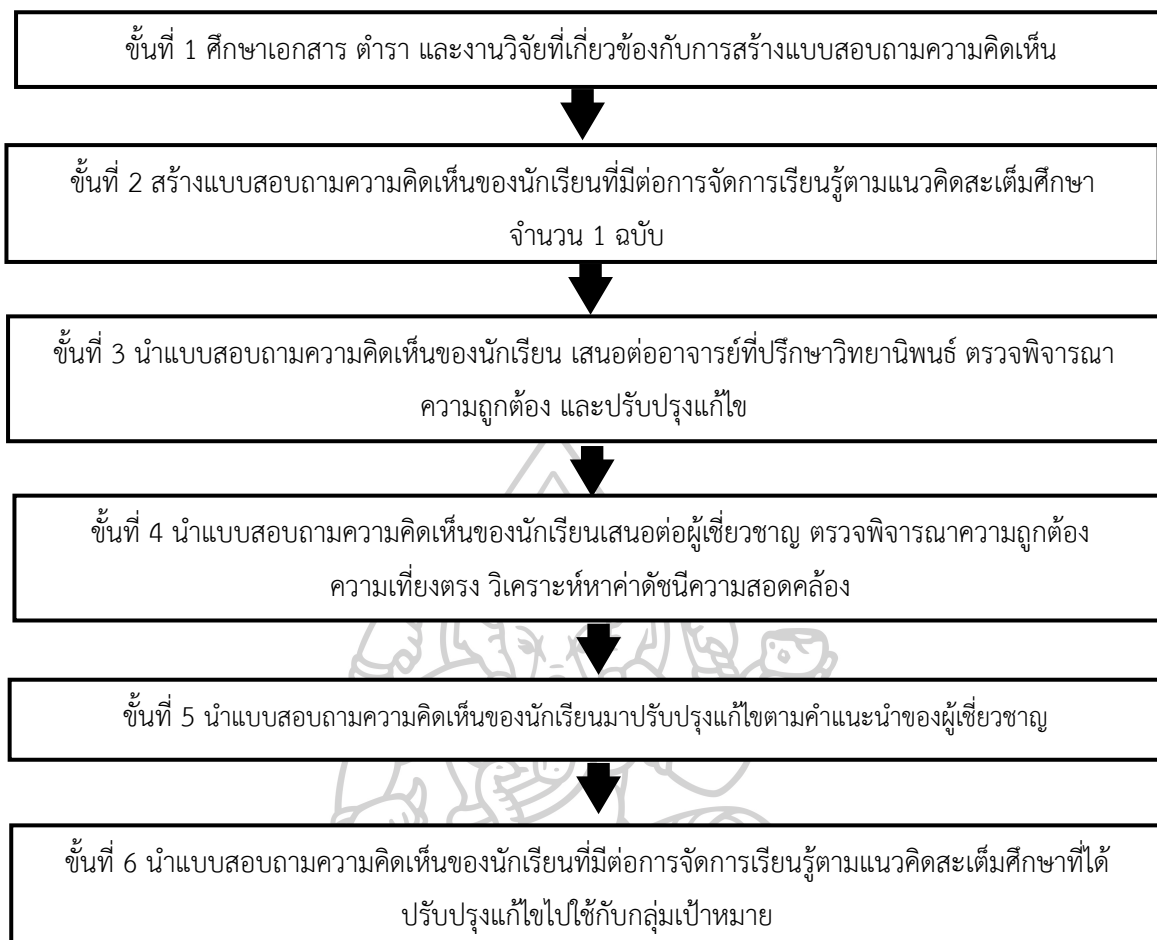 ขั้นที่ 1 ศึกษาเอกสาร ตำรา และงานวิจัยที่เกี่ยวข้องกับการสร้างแบบสอบถามความคิดเห็น
ขั้นที่ 2 สร้างแบบสอบถามความคิดเห็นของนักเรียนที่มีต่อการจัดการเรียนรู้ตามแนวคิดสะเต็มศึกษา
จำนวน 1 ฉบับ
ขั้นที่ 3 นำแบบสอบถามความคิดเห็นของนักเรียน เสนอต่ออาจารย์ที่ปรึกษาวิทยานิพนธ์ ตรวจพิจารณา
ความถูกต้อง และปรับปรุงแก้ไข
ขั้นที่ 4 นำแบบสอบถามความคิดเห็นของนักเรียนเสนอต่อผู้เชี่ยวชาญ ตรวจพิจารณาความถูกต้อง
ความเที่ยงตรง วิเคราะห์หาค่าดัชนีความสอดคล้อง
ขั้นที่ 5 นำแบบสอบถามความคิดเห็นของนักเรียนมาปรับปรุงแก้ไขตามคำแนะนำของผู้เชี่ยวชาญ
ขั้นที่ 6 นำแบบสอบถามความคิดเห็นของนักเรียนที่มีต่อการจัดการเรียนรู้ตามแนวคิดสะเต็มศึกษาที่ได้
ปรับปรุงแก้ไขไปใช้กับกลุ่มเป้าหมาย